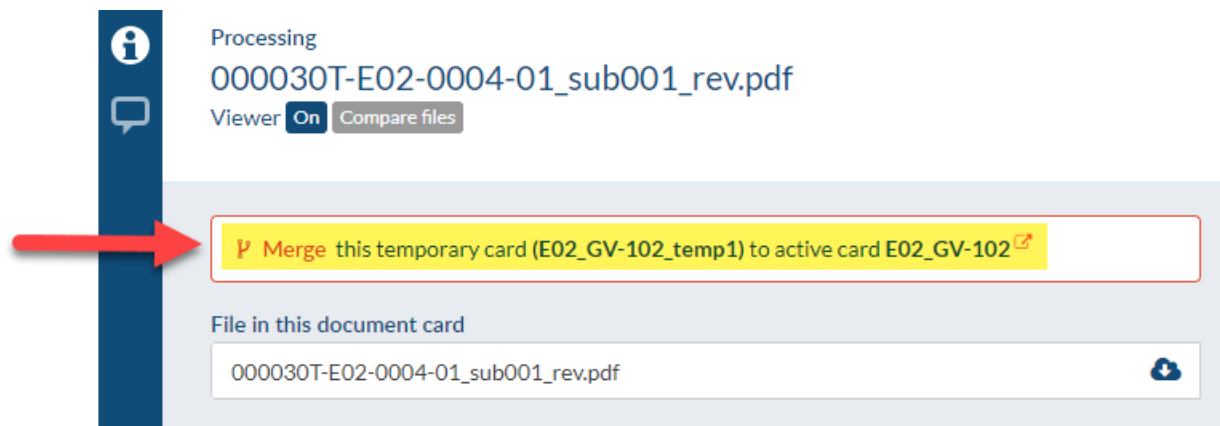 Processing
000030T-E02-0004-01_sub001_rev.pdf
Viewer On Compare files
Merge this temporary card (E02_GV-102_temp1) to active card E02_GV-102
File in this document card
000030T-E02-0004-01_sub001_rev.pdf